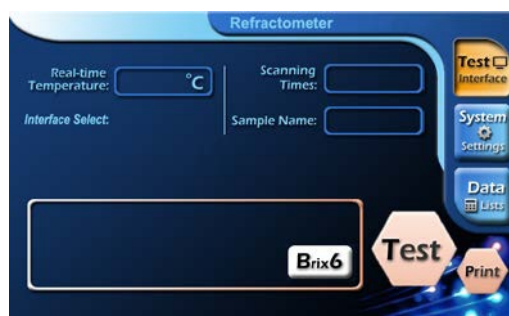 Refractometer
Real-time
Temperature: °C
Scanning
Times:
Interface Select:
Sample Name:
Test
Interface
System
Settings
Data
Lists
Brix6
Test
Print